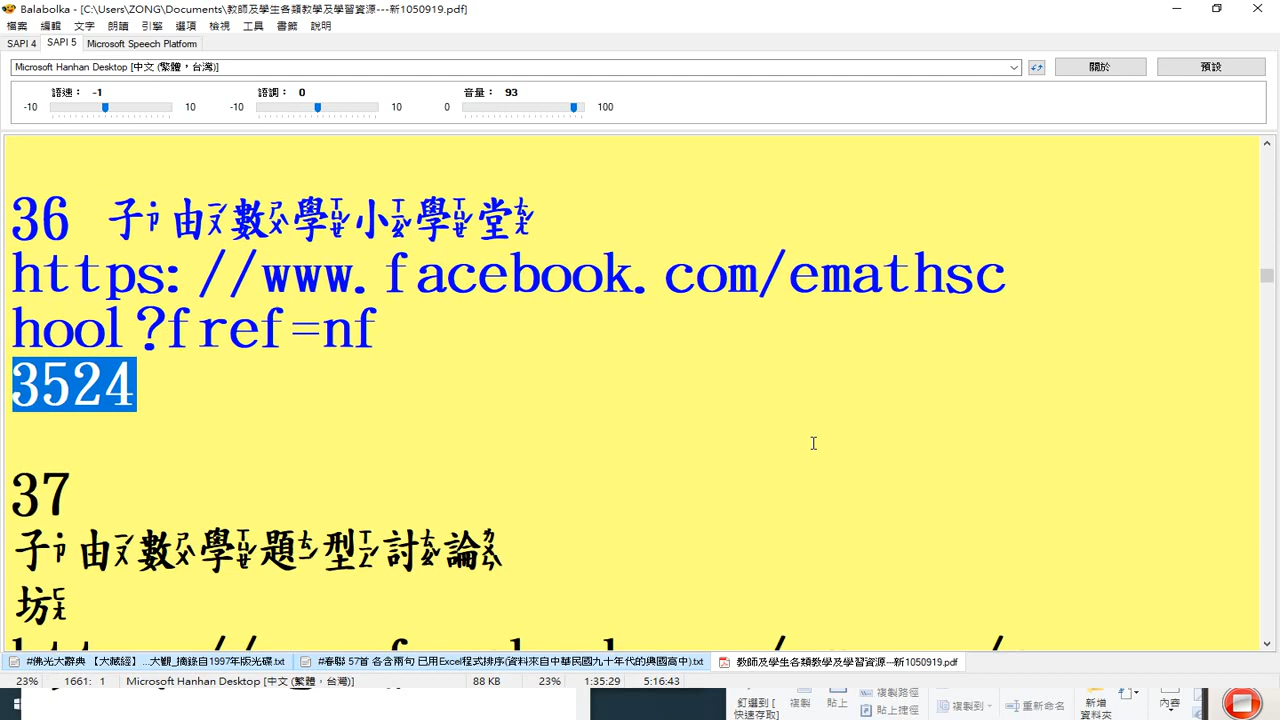 Balabolka - [C:\Users\ZONG\Documents\教師及學生各類教學及學習資源---新1050919.pdf]
檔案 編輯 文字 朗讀 引擎 選項 檢視 工具 書籤 說明
SAPI 4 SAPI 5 Microsoft Speech Platform
Microsoft Hanhan Desktop [中文 (繁體，台灣)] 關於 預設
語速： -1 語調： 0 音量： 93
-10 10 -10 10 0 100
36 子由數學小學堂
https://www.facebook.com/emathsc
hool?fref=nf
3524
37
子由數學題型討論
坊
#佛光大辭典 【大藏經】...大觀_摘錄自1997年版光碟.txt #春聯 57首 各含兩句 已用Excel程式排序(資料來自中華民國九十年代的興國高中).txt 教師及學生各類教學及學習資源---新1050919.pdf
23% 1661: 1 Microsoft Hanhan Desktop [中文 (繁體，台灣)] 88 KB 23% 1:35:29 5:16:43
釘選到 [ 複製 貼上 複製路徑 新增 內容
快速存取] 貼上捷徑 複製到 重新命名 資料夾